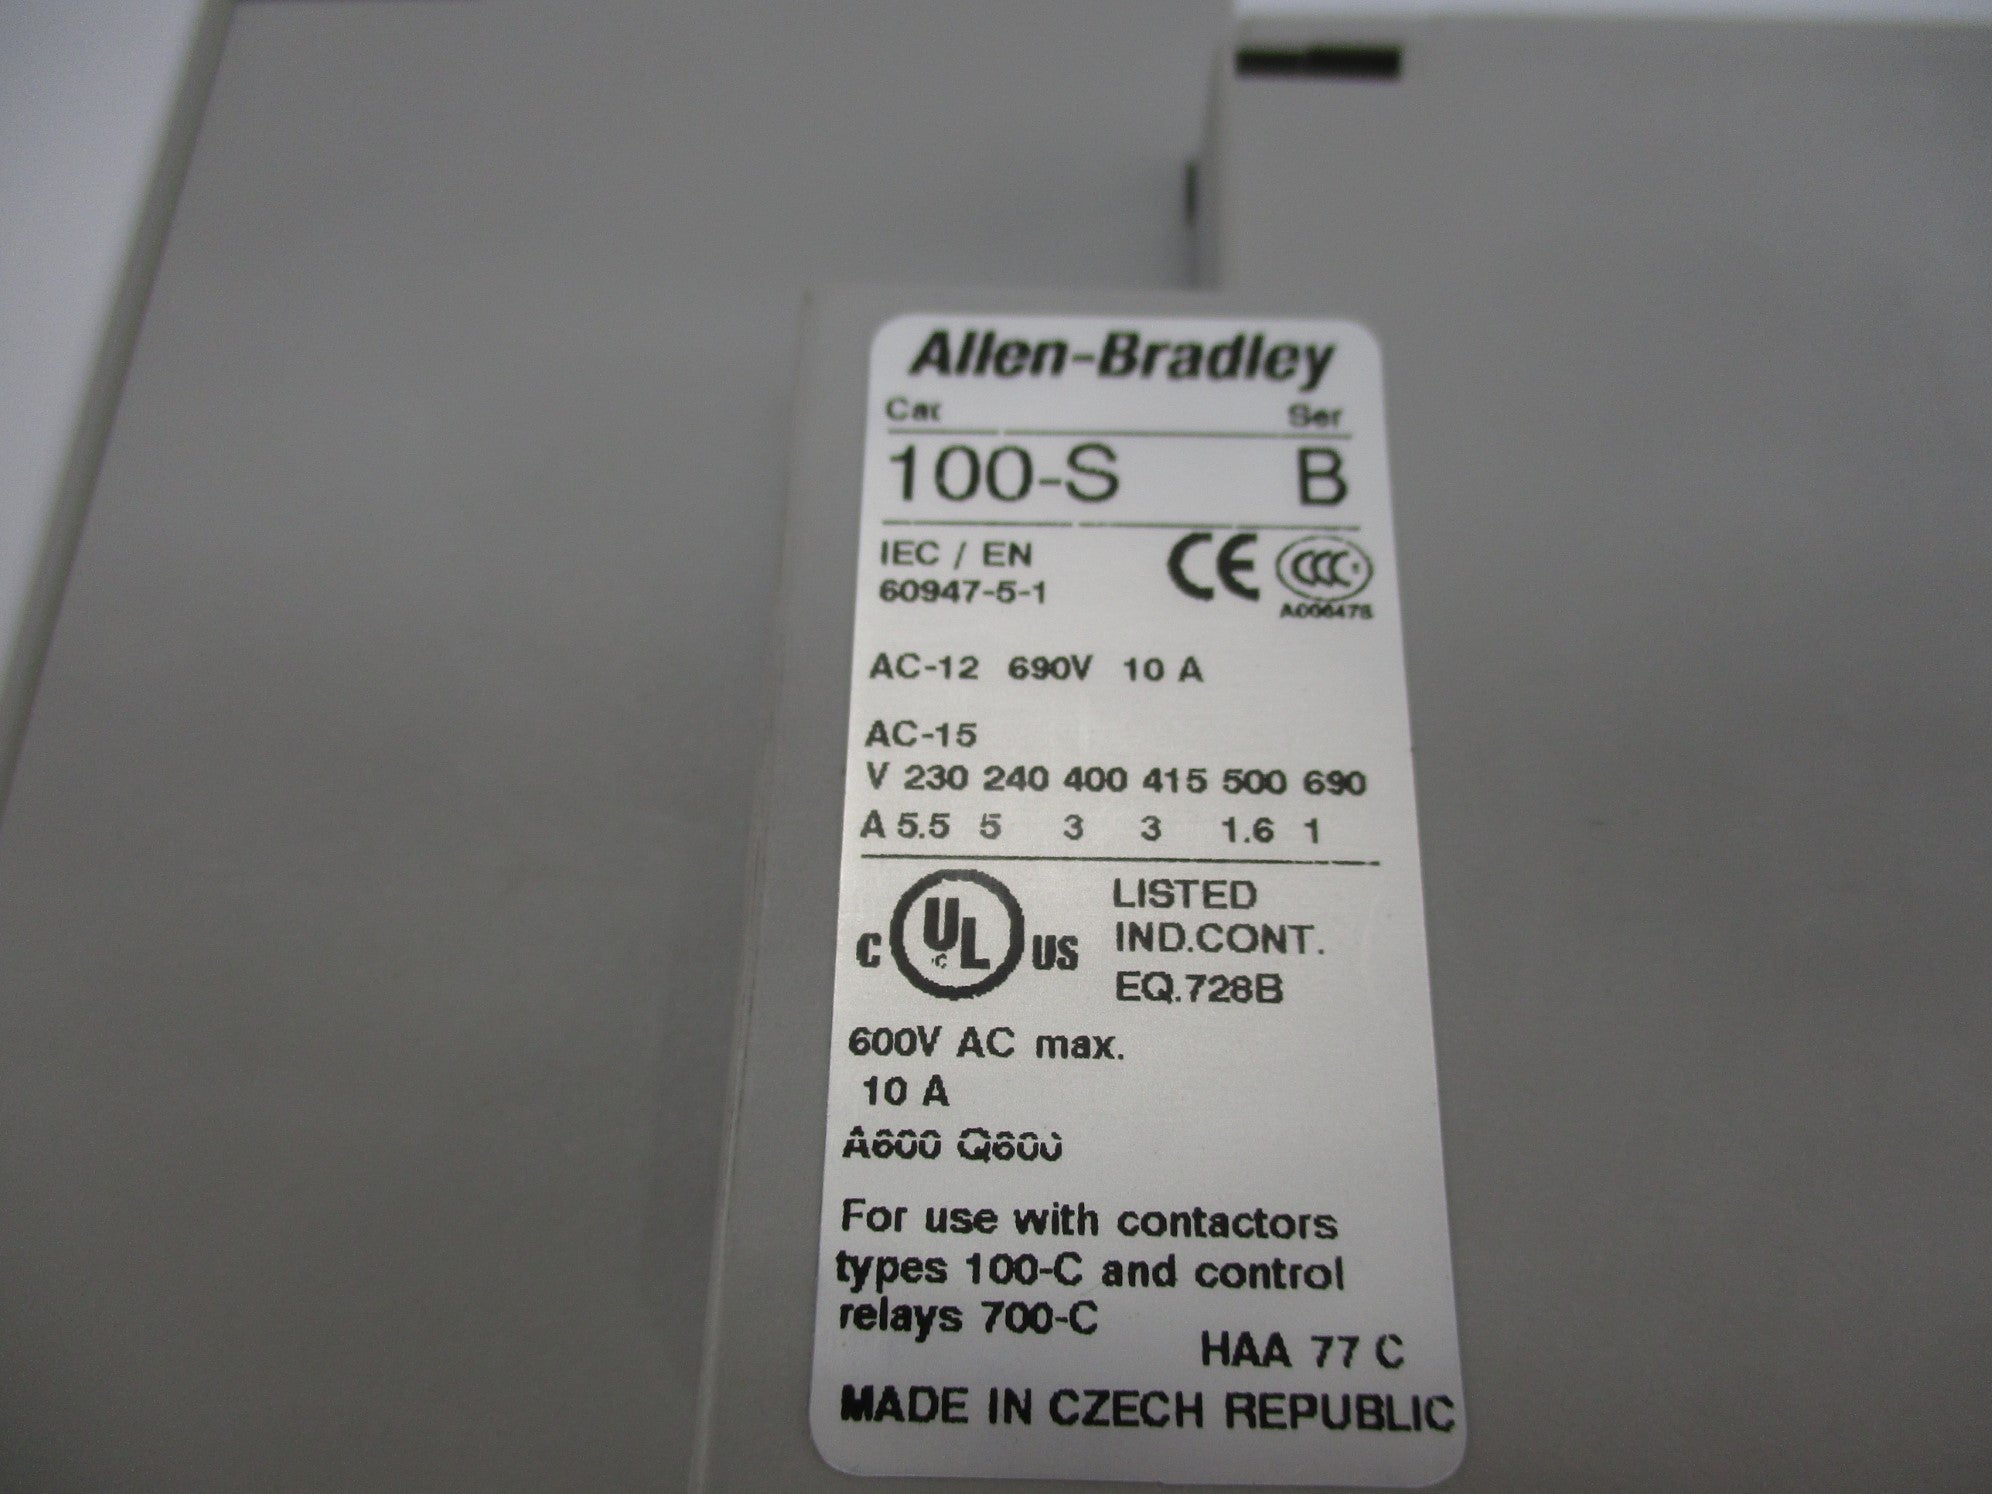 Allen-Bradley
Cat Ser
100-S B
IEC / EN
60947-5-1
CE CCC
AC-12 690V 10 A
AC-15
V 230 240 400 415 500 690
A 5.5 5 3 3 1.6 1
C UL US
LISTED
IND.CONT.
EQ.728B
600V AC max.
10 A
A600 Q600
For use with contactors
types 100-C and control
relays 700-C
HAA 77 C
MADE IN CZECH REPUBLIC